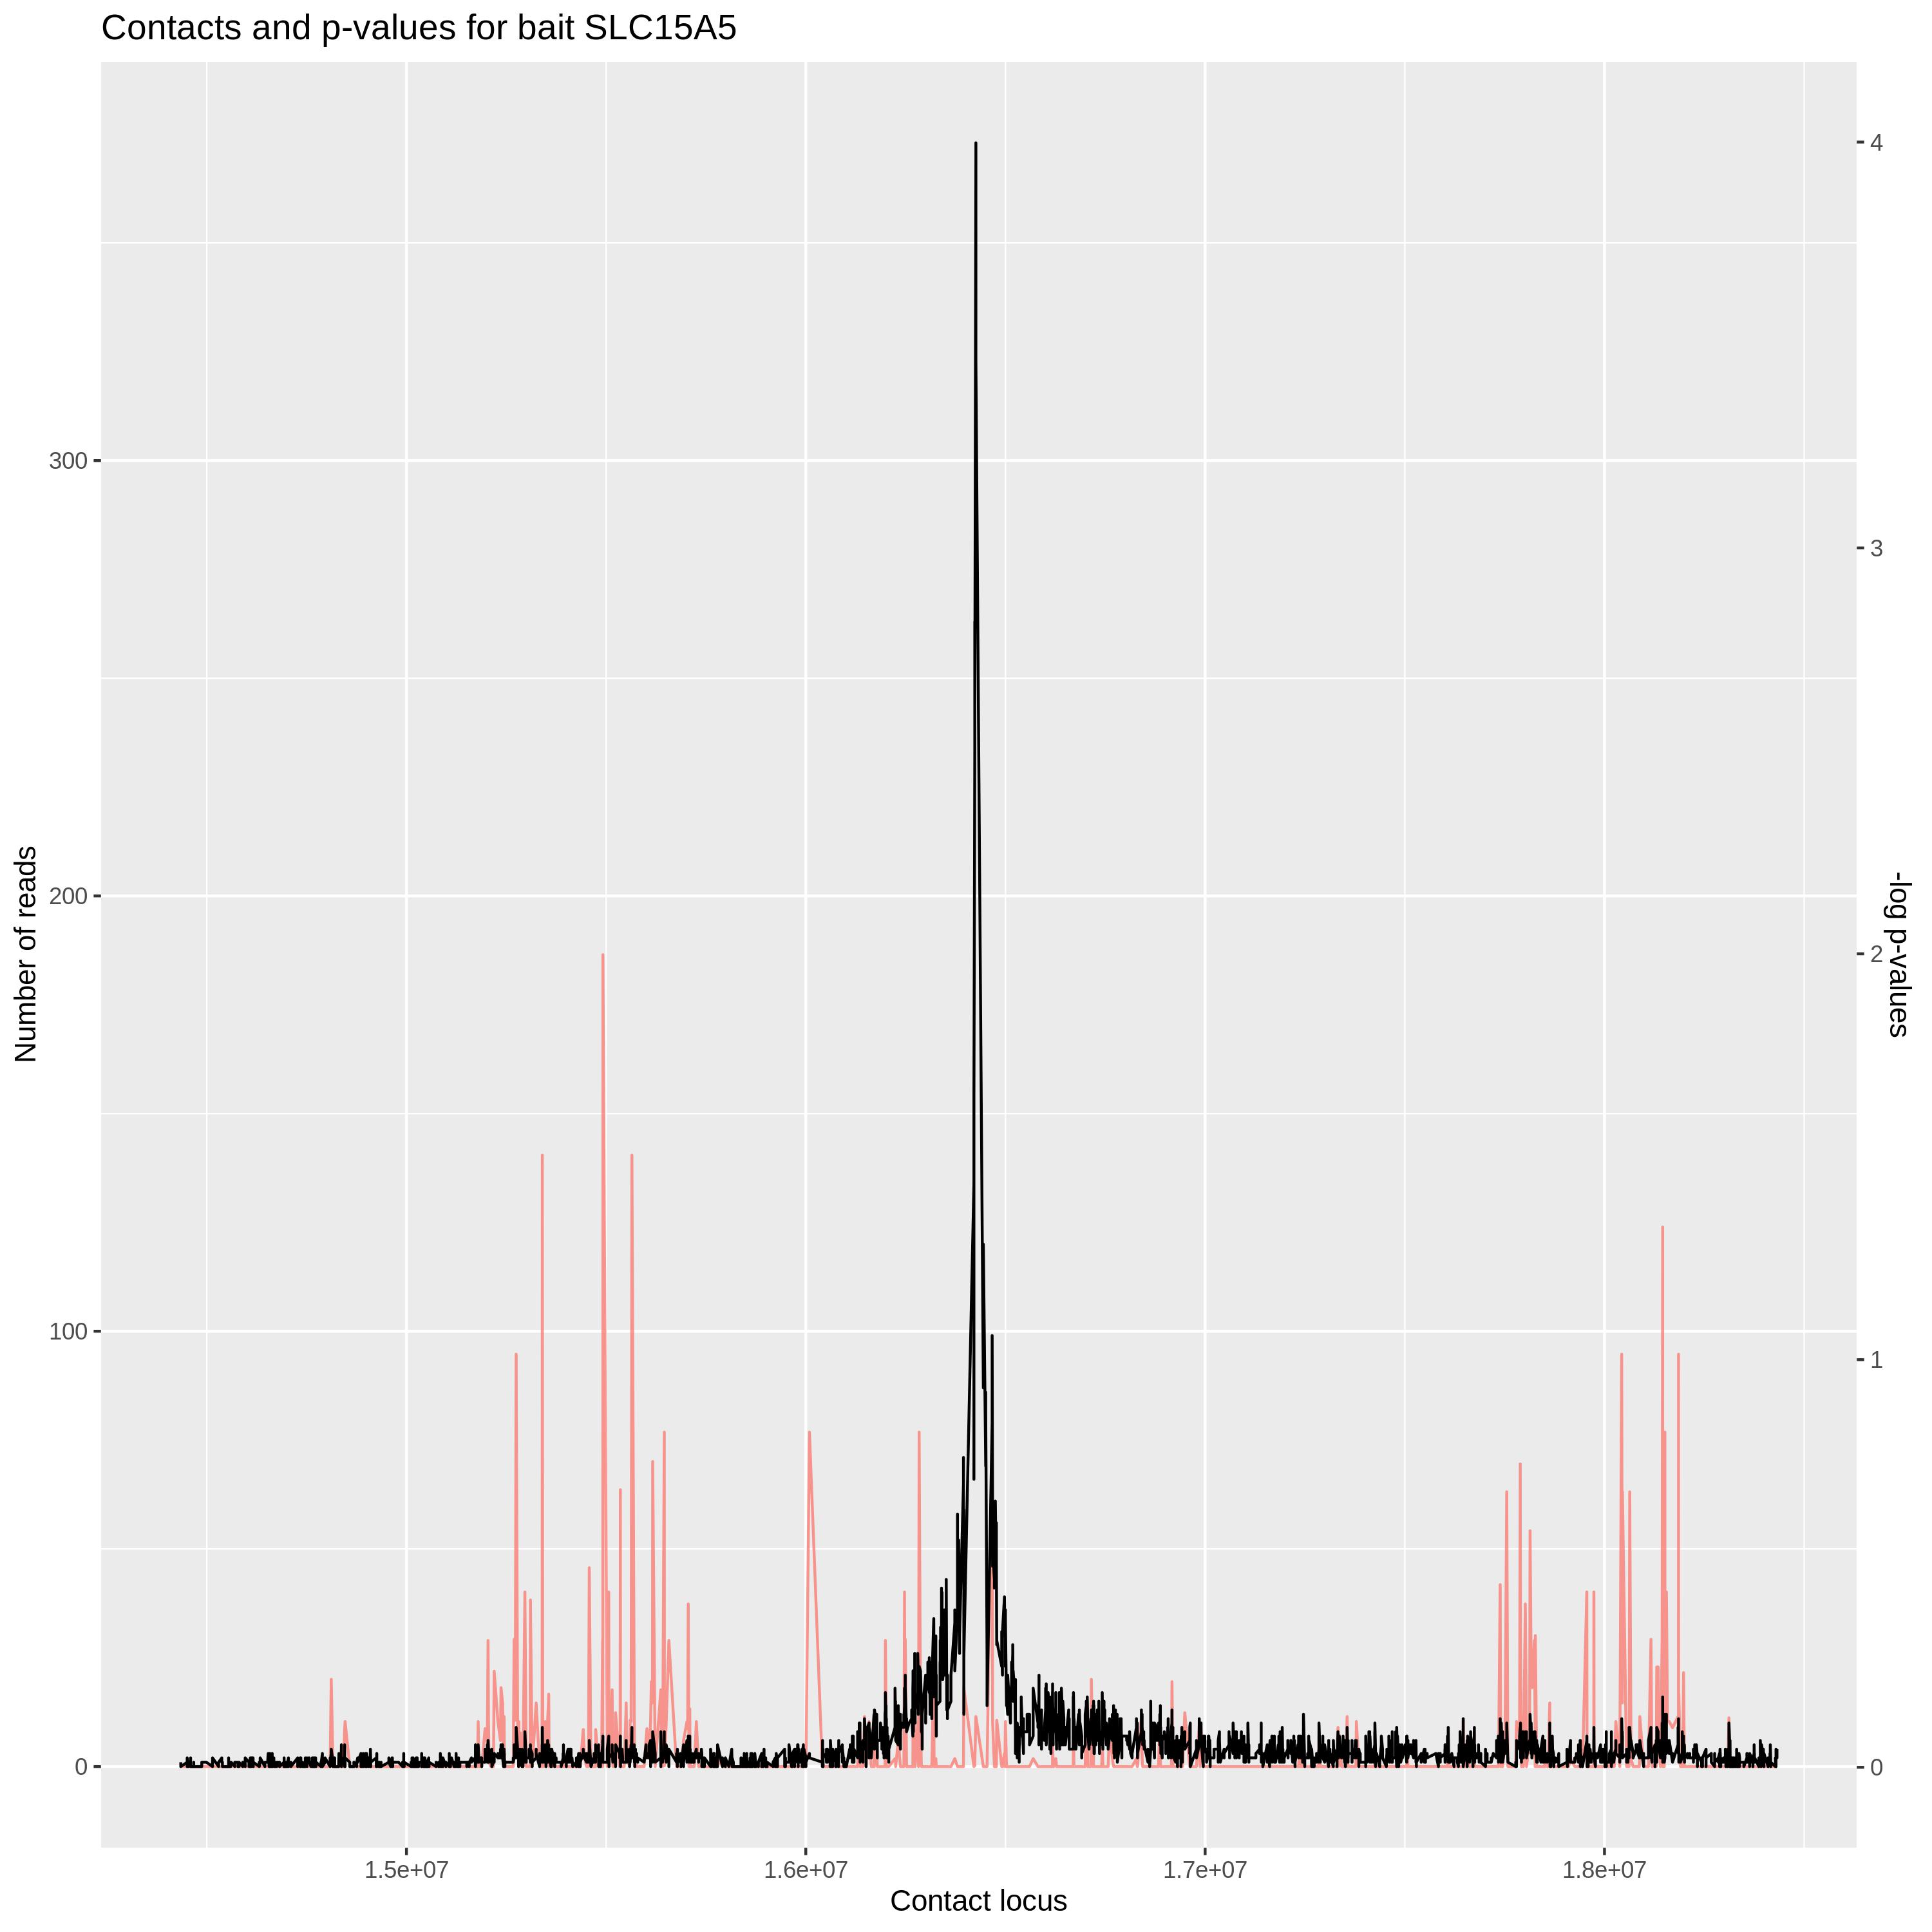 Contacts and p-values for bait SLC15A5
Number of reads
300
200
100
0
4
3
2
1
0
-log p-values
1.5e+07
1.6e+07
1.7e+07
1.8e+07
Contact locus